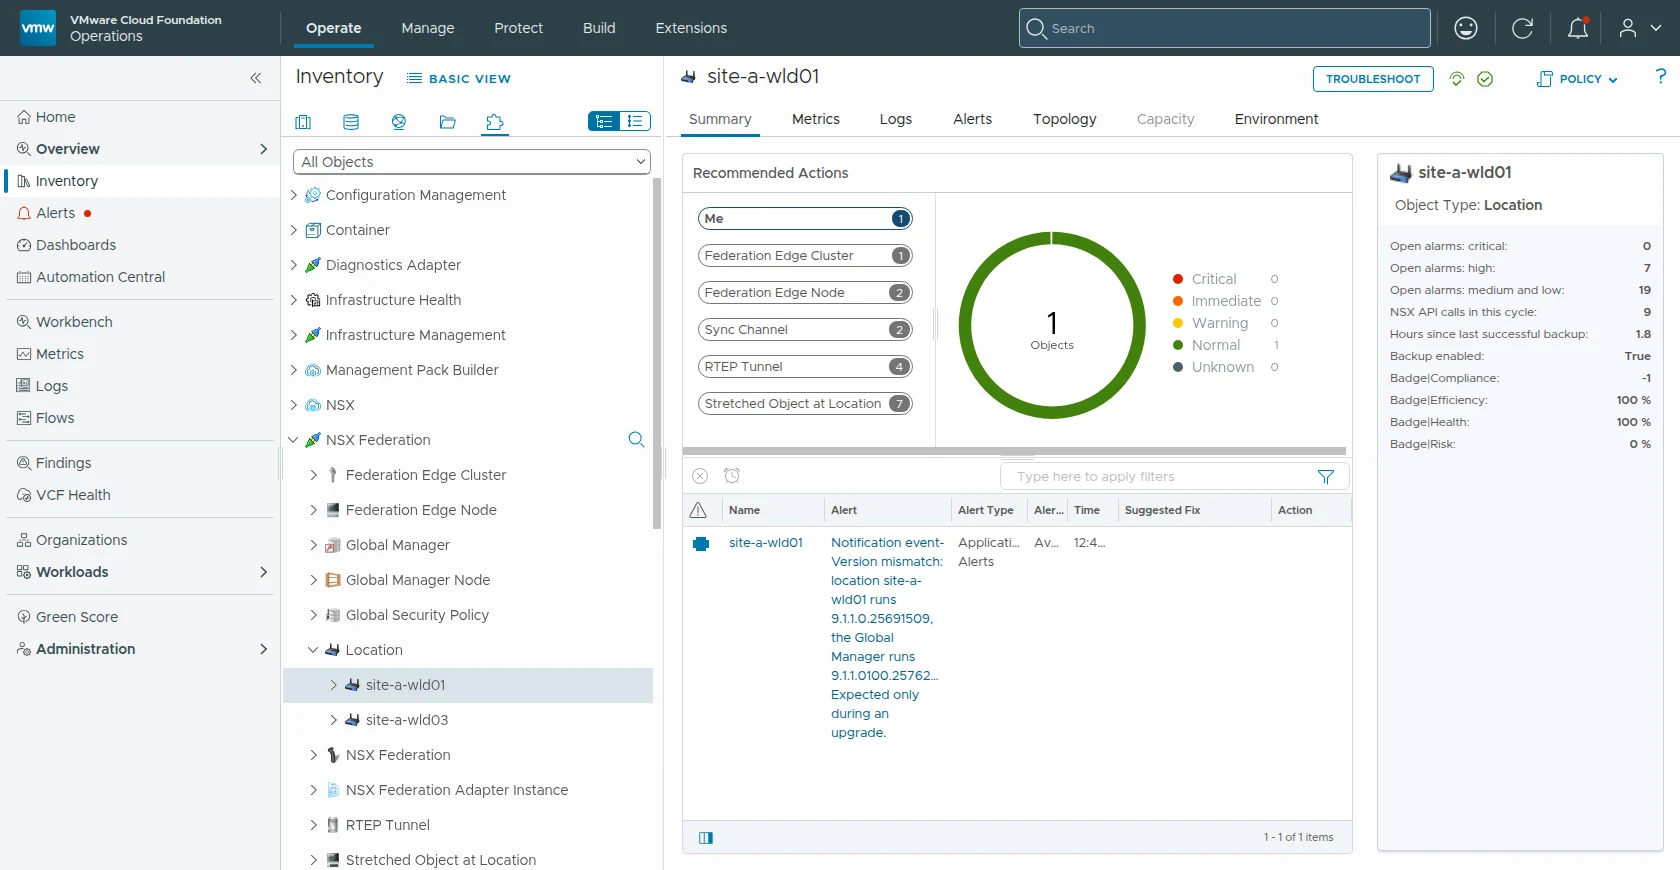 vmw
VMware Cloud Foundation
Operations
Operate
Manage
Protect
Build
Extensions
Search
Home
Overview
Inventory
Alerts
Dashboards
Automation Central
Workbench
Metrics
Logs
Flows
Findings
VCF Health
Organizations
Workloads
Green Score
Administration
Inventory
BASIC VIEW
All Objects
Configuration Management
Container
Diagnostics Adapter
Infrastructure Health
Infrastructure Management
Management Pack Builder
NSX
NSX Federation
Federation Edge Cluster
Federation Edge Node
Global Manager
Global Manager Node
Global Security Policy
Location
site-a-wld01
site-a-wld03
NSX Federation
NSX Federation Adapter Instance
RTEP Tunnel
Stretched Object at Location
site-a-wld01
TROUBLESHOOT
POLICY
?
Summary
Metrics
Logs
Alerts
Topology
Capacity
Environment
Recommended Actions
Me 1
Federation Edge Cluster 1
Federation Edge Node 2
Sync Channel 2
RTEP Tunnel 4
Stretched Object at Location 7
1
Objects
Critical 0
Immediate 0
Warning 0
Normal 1
Unknown 0
Type here to apply filters
Name Alert Alert Type Aler... Time Suggested Fix Action
site-a-wld01
Notification event-
Version mismatch:
location site-a-
wld01 runs
9.1.1.0.25691509,
the Global
Manager runs
9.1.1.0100.25762...
Expected only
during an
upgrade.
Applicati...
Alerts
Av...
12:4...
1 - 1 of 1 items
site-a-wld01
Object Type: Location
Open alarms: critical: 0
Open alarms: high: 7
Open alarms: medium and low: 19
NSX API calls in this cycle: 9
Hours since last successful backup: 1.8
Backup enabled: True
Badge|Compliance: -1
Badge|Efficiency: 100 %
Badge|Health: 100 %
Badge|Risk: 0 %